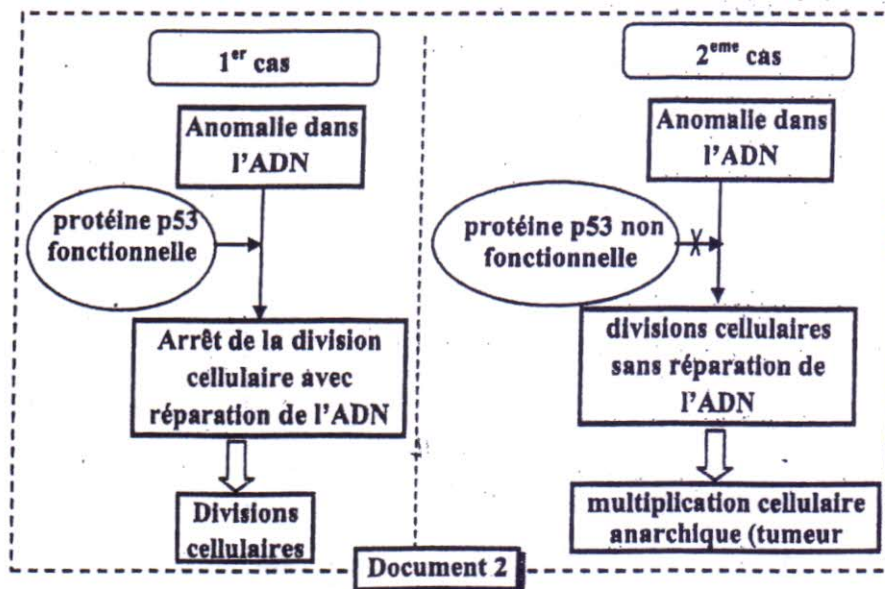 1er cas
Anomalie dans
l'ADN
protéine p53
fonctionnelle
Arrêt de la division
cellulaire avec
réparation de l'ADN
Divisions
cellulaires
2eme cas
Anomalie dans
l'ADN
protéine p53 non
fonctionnelle
divisions cellulaires
sans réparation de
l'ADN
multiplication cellulaire
anarchique (tumeur
Document 2